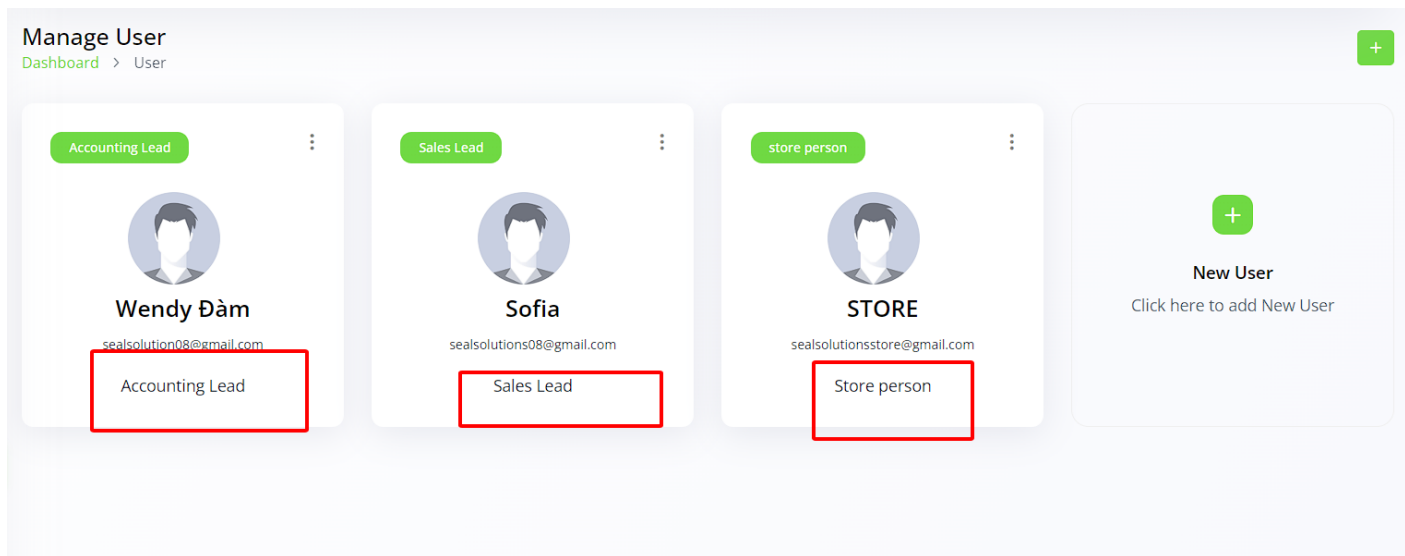 Manage User
Dashboard > User
+
Accounting Lead
Wendy Đàm
sealsolution08@gmail.com
Accounting Lead
Sales Lead
Sofia
sealsolutions08@gmail.com
Sales Lead
store person
STORE
sealsolutionsstore@gmail.com
Store person
+
New User
Click here to add New User